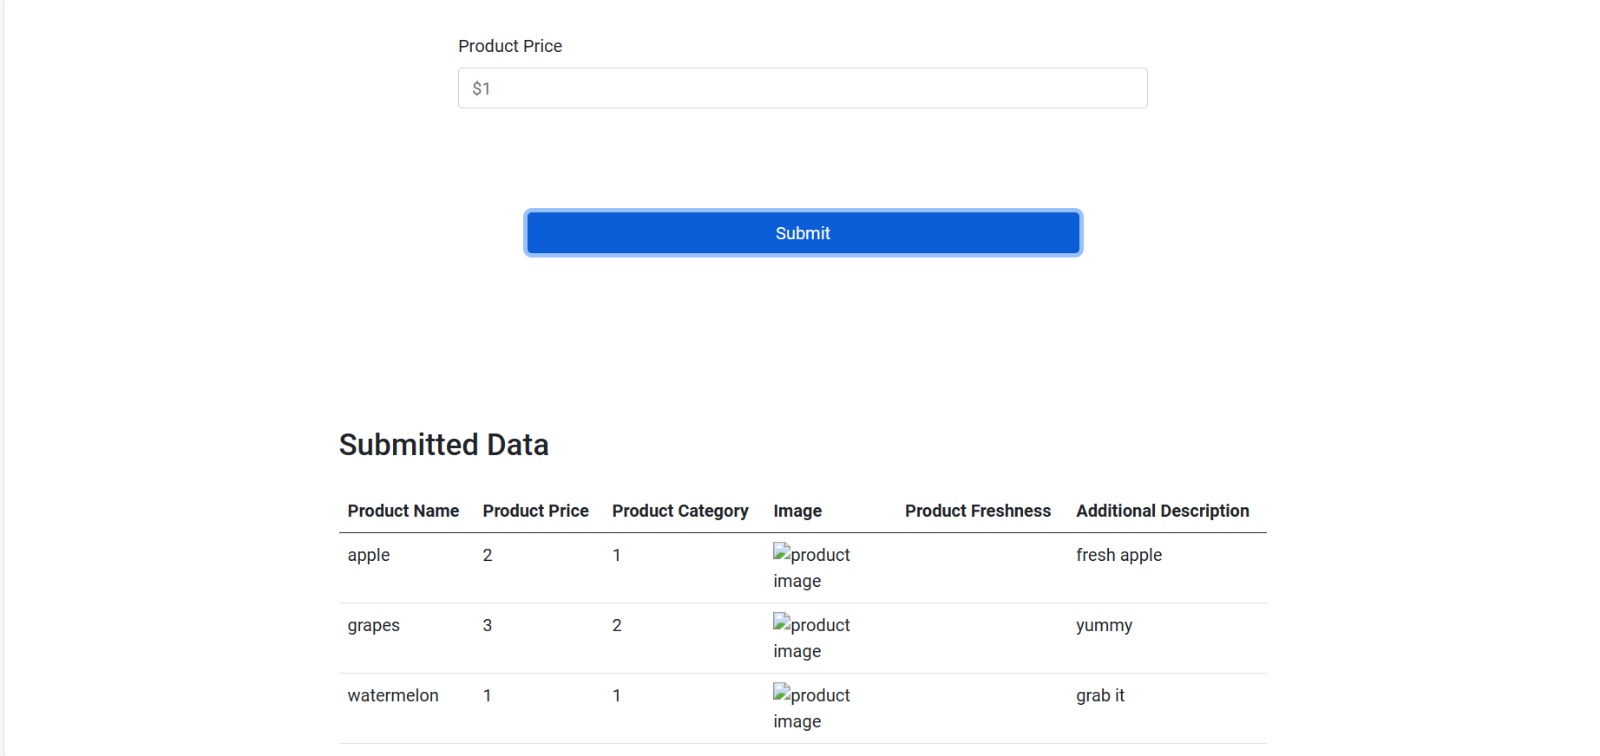 Product Price
$1
Submit
Submitted Data
Product Name Product Price Product Category Image Product Freshness Additional Description
apple 2 1 product image fresh apple
grapes 3 2 product image yummy
watermelon 1 1 product image grab it